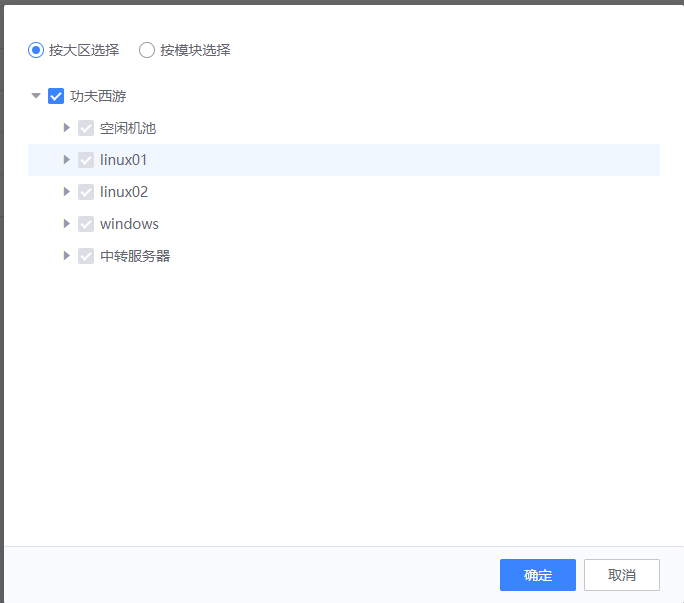 按大区选择 按模块选择
功夫西游
空闲机池
linux01
linux02
windows
中转服务器
确定 取消